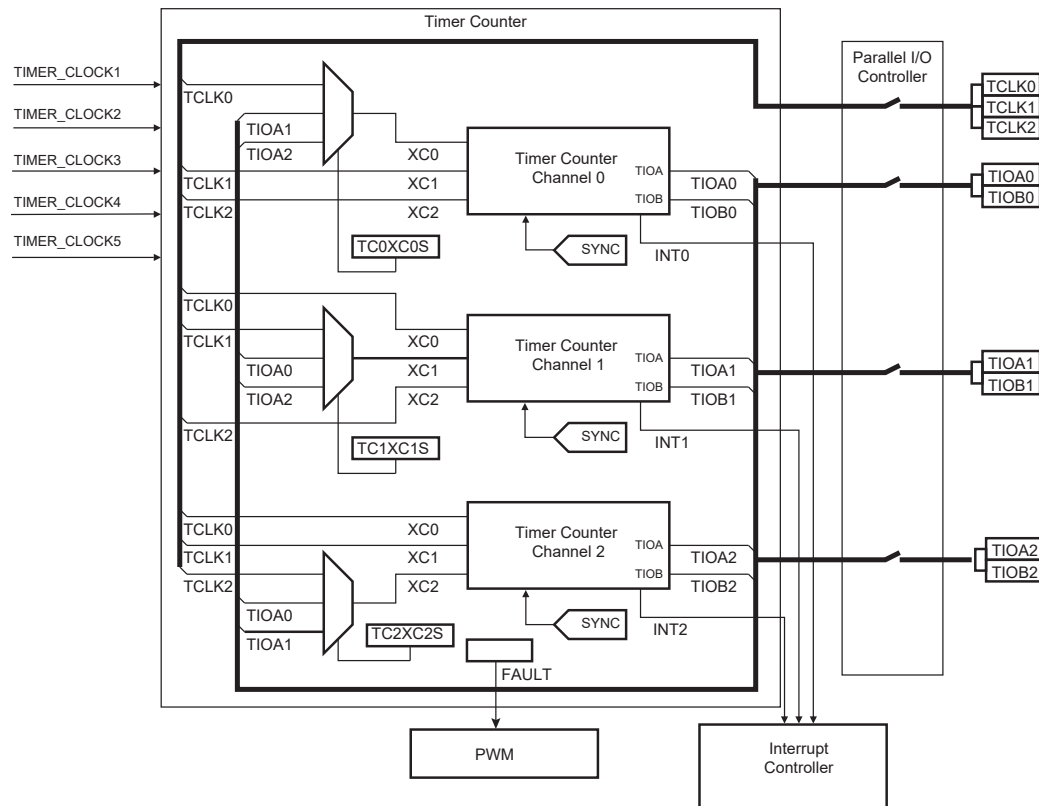 Timer Counter
Parallel I/O
Controller
TIMER_CLOCK1
TIMER_CLOCK2
TIMER_CLOCK3
TIMER_CLOCK4
TIMER_CLOCK5
TCLK0
TIOA1
TIOA2
TCLK1
TCLK2
XC0
XC1
XC2
TC0XC0S
Timer Counter
Channel 0
TIOA
TIOB
TIOA0
TIOB0
SYNC
INT0
TCLK0
TCLK1
TCLK2
TIOA0
TIOB0
TCLK0
TCLK1
TIOA0
TIOA2
TCLK2
XC0
XC1
XC2
TC1XC1S
Timer Counter
Channel 1
TIOA
TIOB
TIOA1
TIOB1
SYNC
INT1
TIOA1
TIOB1
TCLK0
TCLK1
TCLK2
TIOA0
TIOA1
XC0
XC1
XC2
TC2XC2S
Timer Counter
Channel 2
TIOA
TIOB
TIOA2
TIOB2
SYNC
INT2
TIOA2
TIOB2
FAULT
PWM
Interrupt
Controller